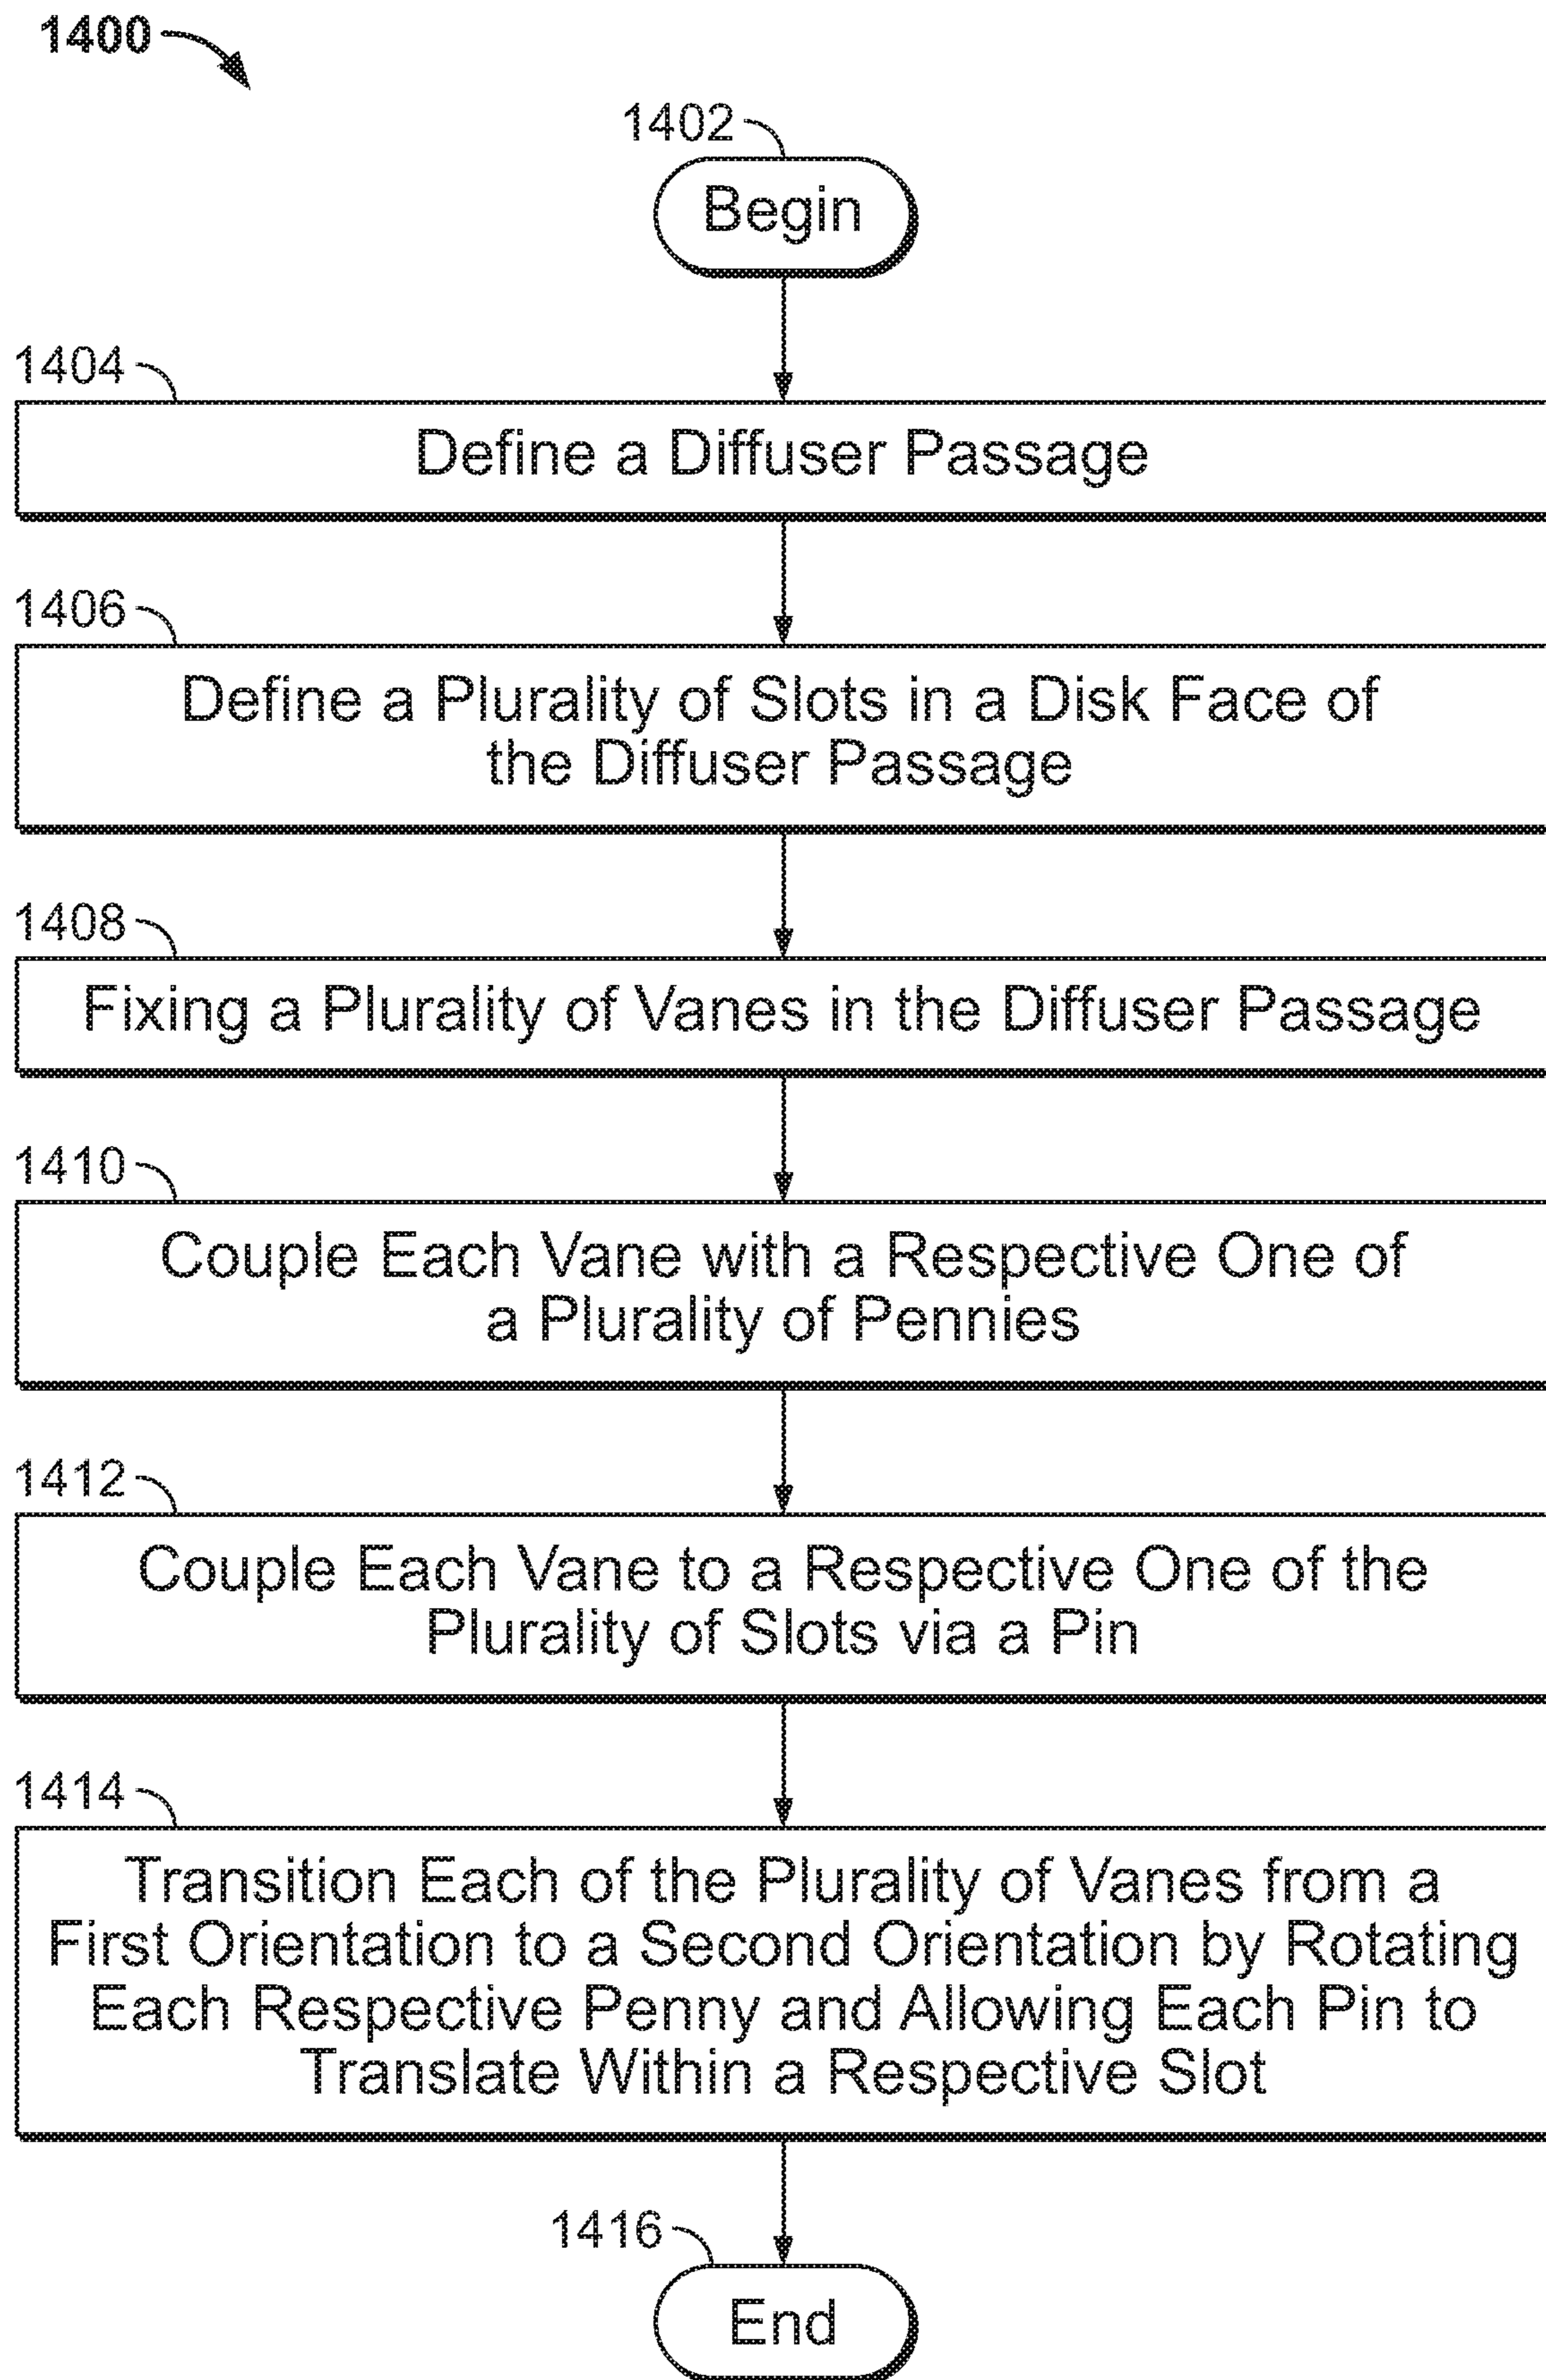 1400
1402
Begin
1404
Define a Diffuser Passage
1406
Define a Plurality of Slots in a Disk Face of
the Diffuser Passage
1408
Fixing a Plurality of Vanes in the Diffuser Passage
1410
Couple Each Vane with a Respective One of
a Plurality of Pennies
1412
Couple Each Vane to a Respective One of the
Plurality of Slots via a Pin
1414
Transition Each of the Plurality of Vanes from a
First Orientation to a Second Orientation by Rotating
Each Respective Penny and Allowing Each Pin to
Translate Within a Respective Slot
1416
End